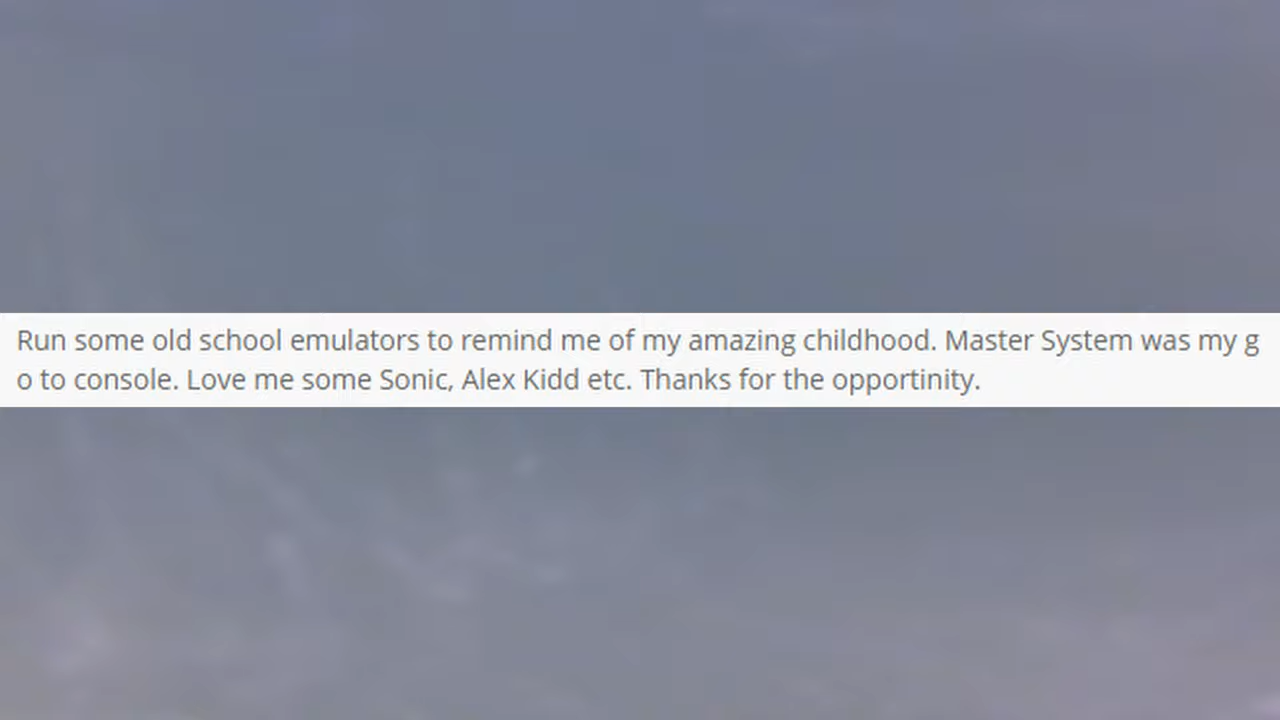 Run some old school emulators to remind me of my amazing childhood. Master System was my g
o to console. Love me some Sonic, Alex Kidd etc. Thanks for the opportinity.